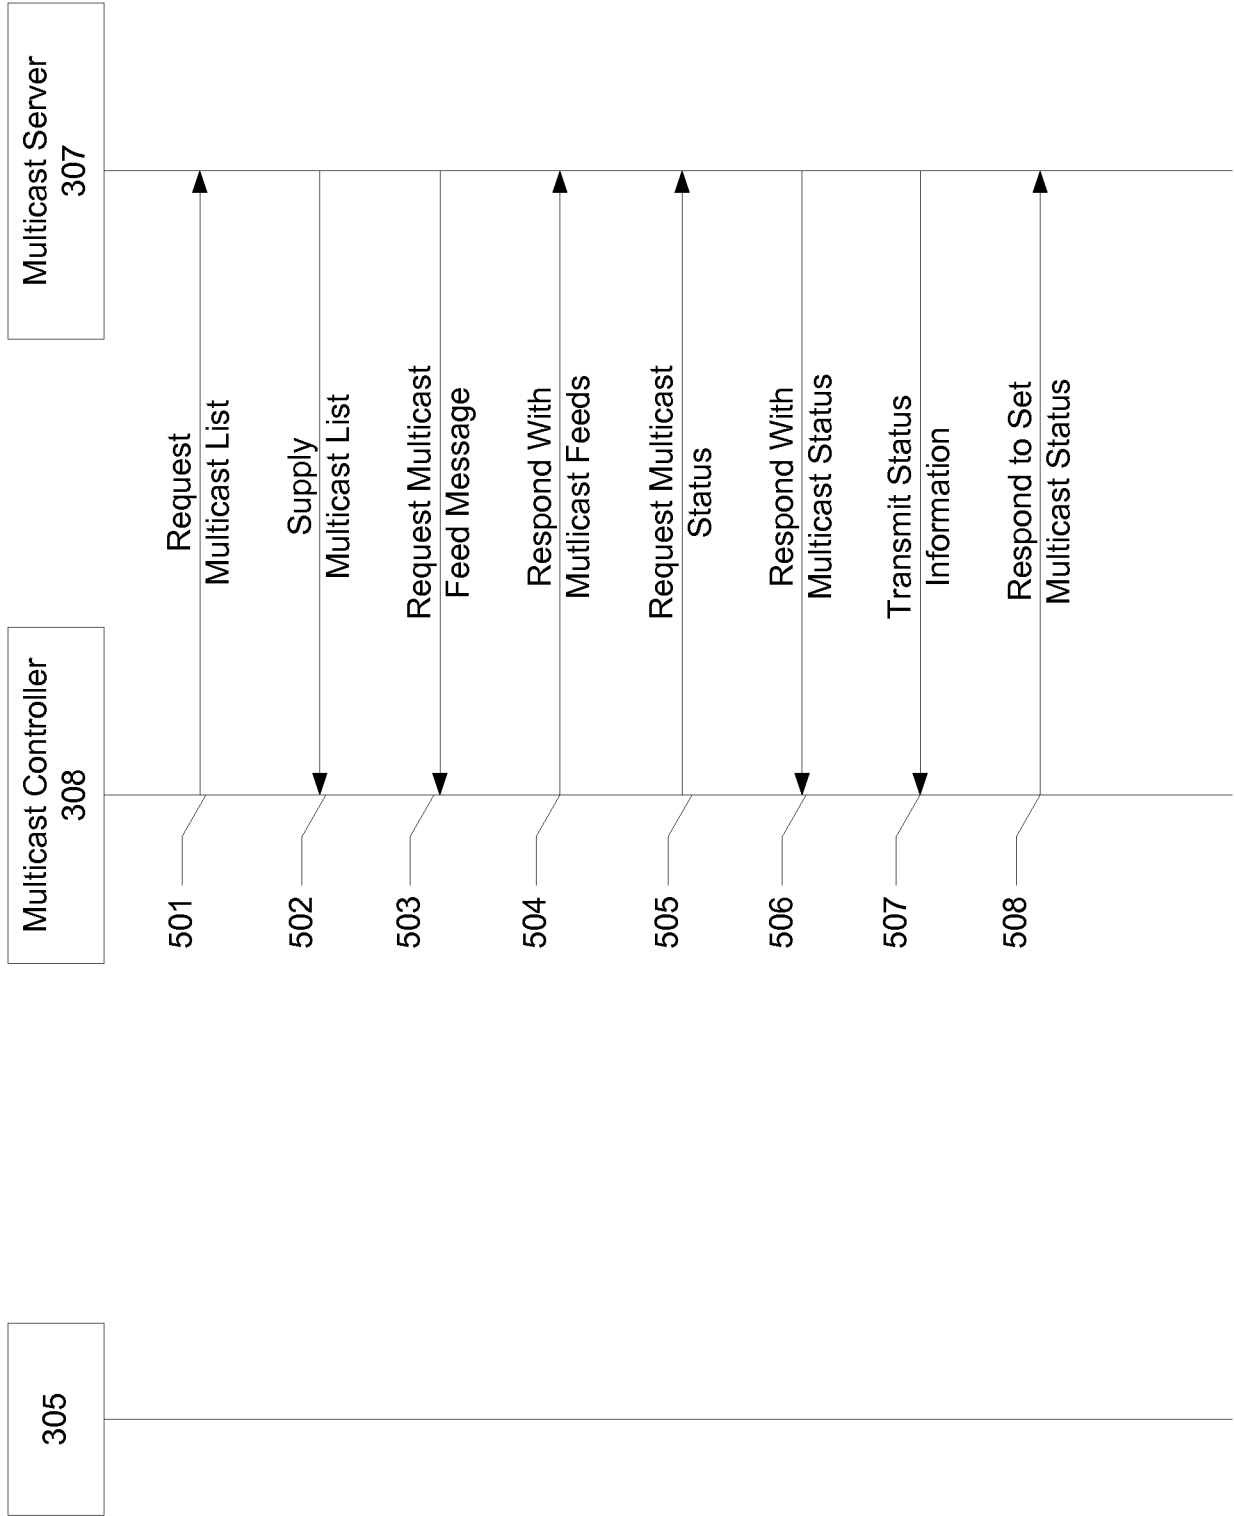 305
Multicast Controller
308
Multicast Server
307
501
Request
Multicast List
502
Supply
Multicast List
503
Request Multicast
Feed Message
504
Respond With
Mutlicast Feeds
505
Request Multicast
Status
506
Respond With
Multicast Status
507
Transmit Status
Information
508
Respond to Set
Multicast Status